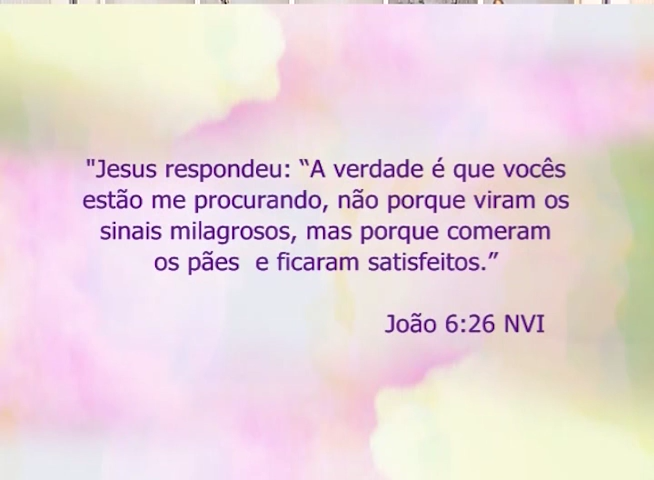 "Jesus respondeu: “A verdade é que vocês
estão me procurando, não porque viram os
sinais milagrosos, mas porque comeram
os pães  e ficaram satisfeitos.”
João 6:26 NVI